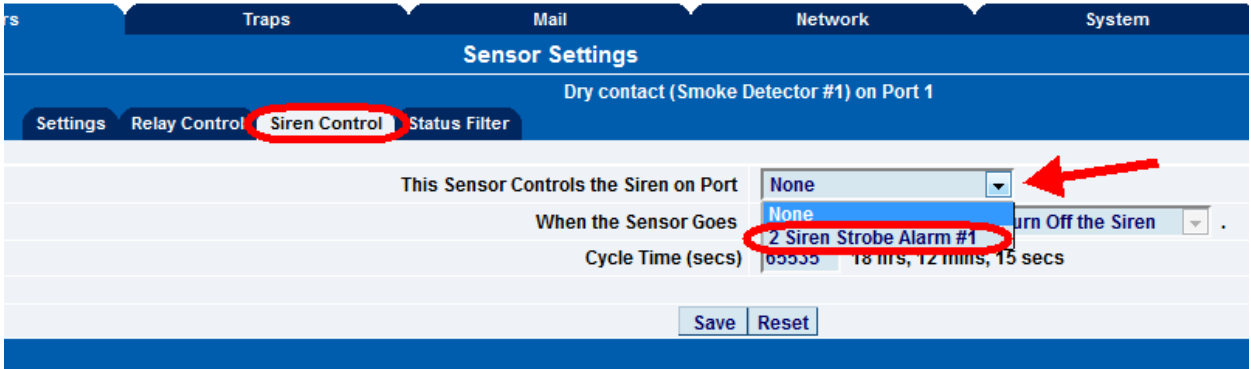 rs Traps Mail Network System
Sensor Settings
Dry contact (Smoke Detector #1) on Port 1
Settings Relay Control Siren Control Status Filter
This Sensor Controls the Siren on Port None
None
When the Sensor Goes urn Off the Siren .
2 Siren Strobe Alarm #1
Cycle Time (secs) 65535 18 hrs, 12 mins, 15 secs
Save Reset